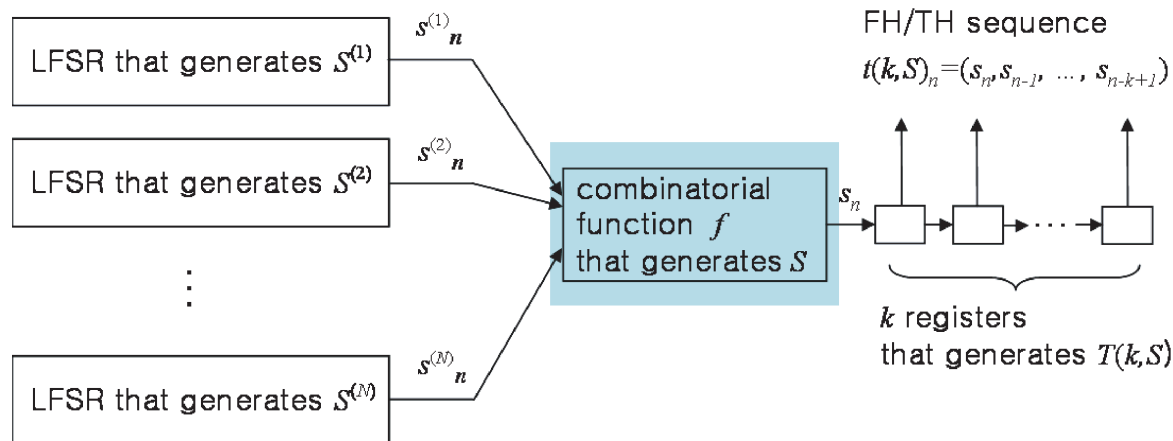 LFSR that generates S⁽¹⁾
s⁽¹⁾ₙ
LFSR that generates S⁽²⁾
s⁽²⁾ₙ
⋮
LFSR that generates S⁽ᴺ⁾
s⁽ᴺ⁾ₙ
combinatorial
function f
that generates S
sₙ
FH/TH sequence
t(k,S)ₙ=(sₙ,sₙ₋₁, ..., sₙ₋ₖ₊₁)
...
k registers
that generates T(k,S)